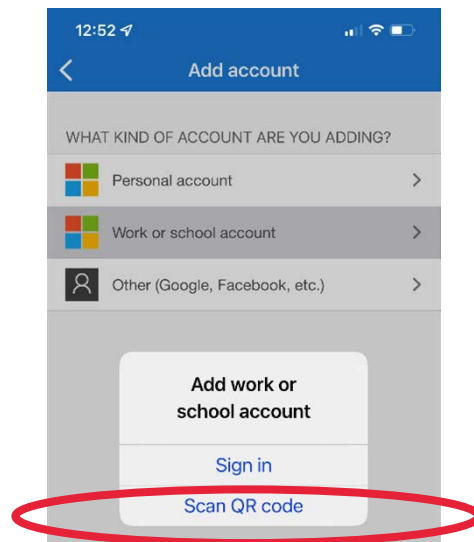 12:52
Add account
WHAT KIND OF ACCOUNT ARE YOU ADDING?
Personal account
Work or school account
Other (Google, Facebook, etc.)
Add work or
school account
Sign in
Scan QR code